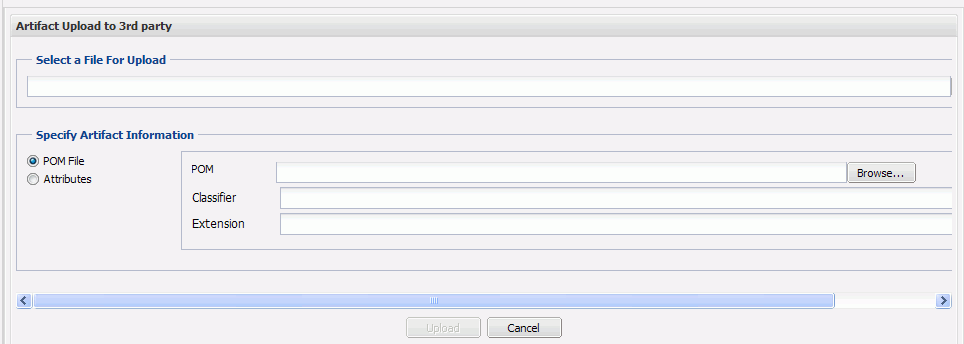 Artifact Upload to 3rd party
Select a File For Upload
Specify Artifact Information
POM File
Attributes
POM
Browse...
Classifier
Extension
Upload
Cancel